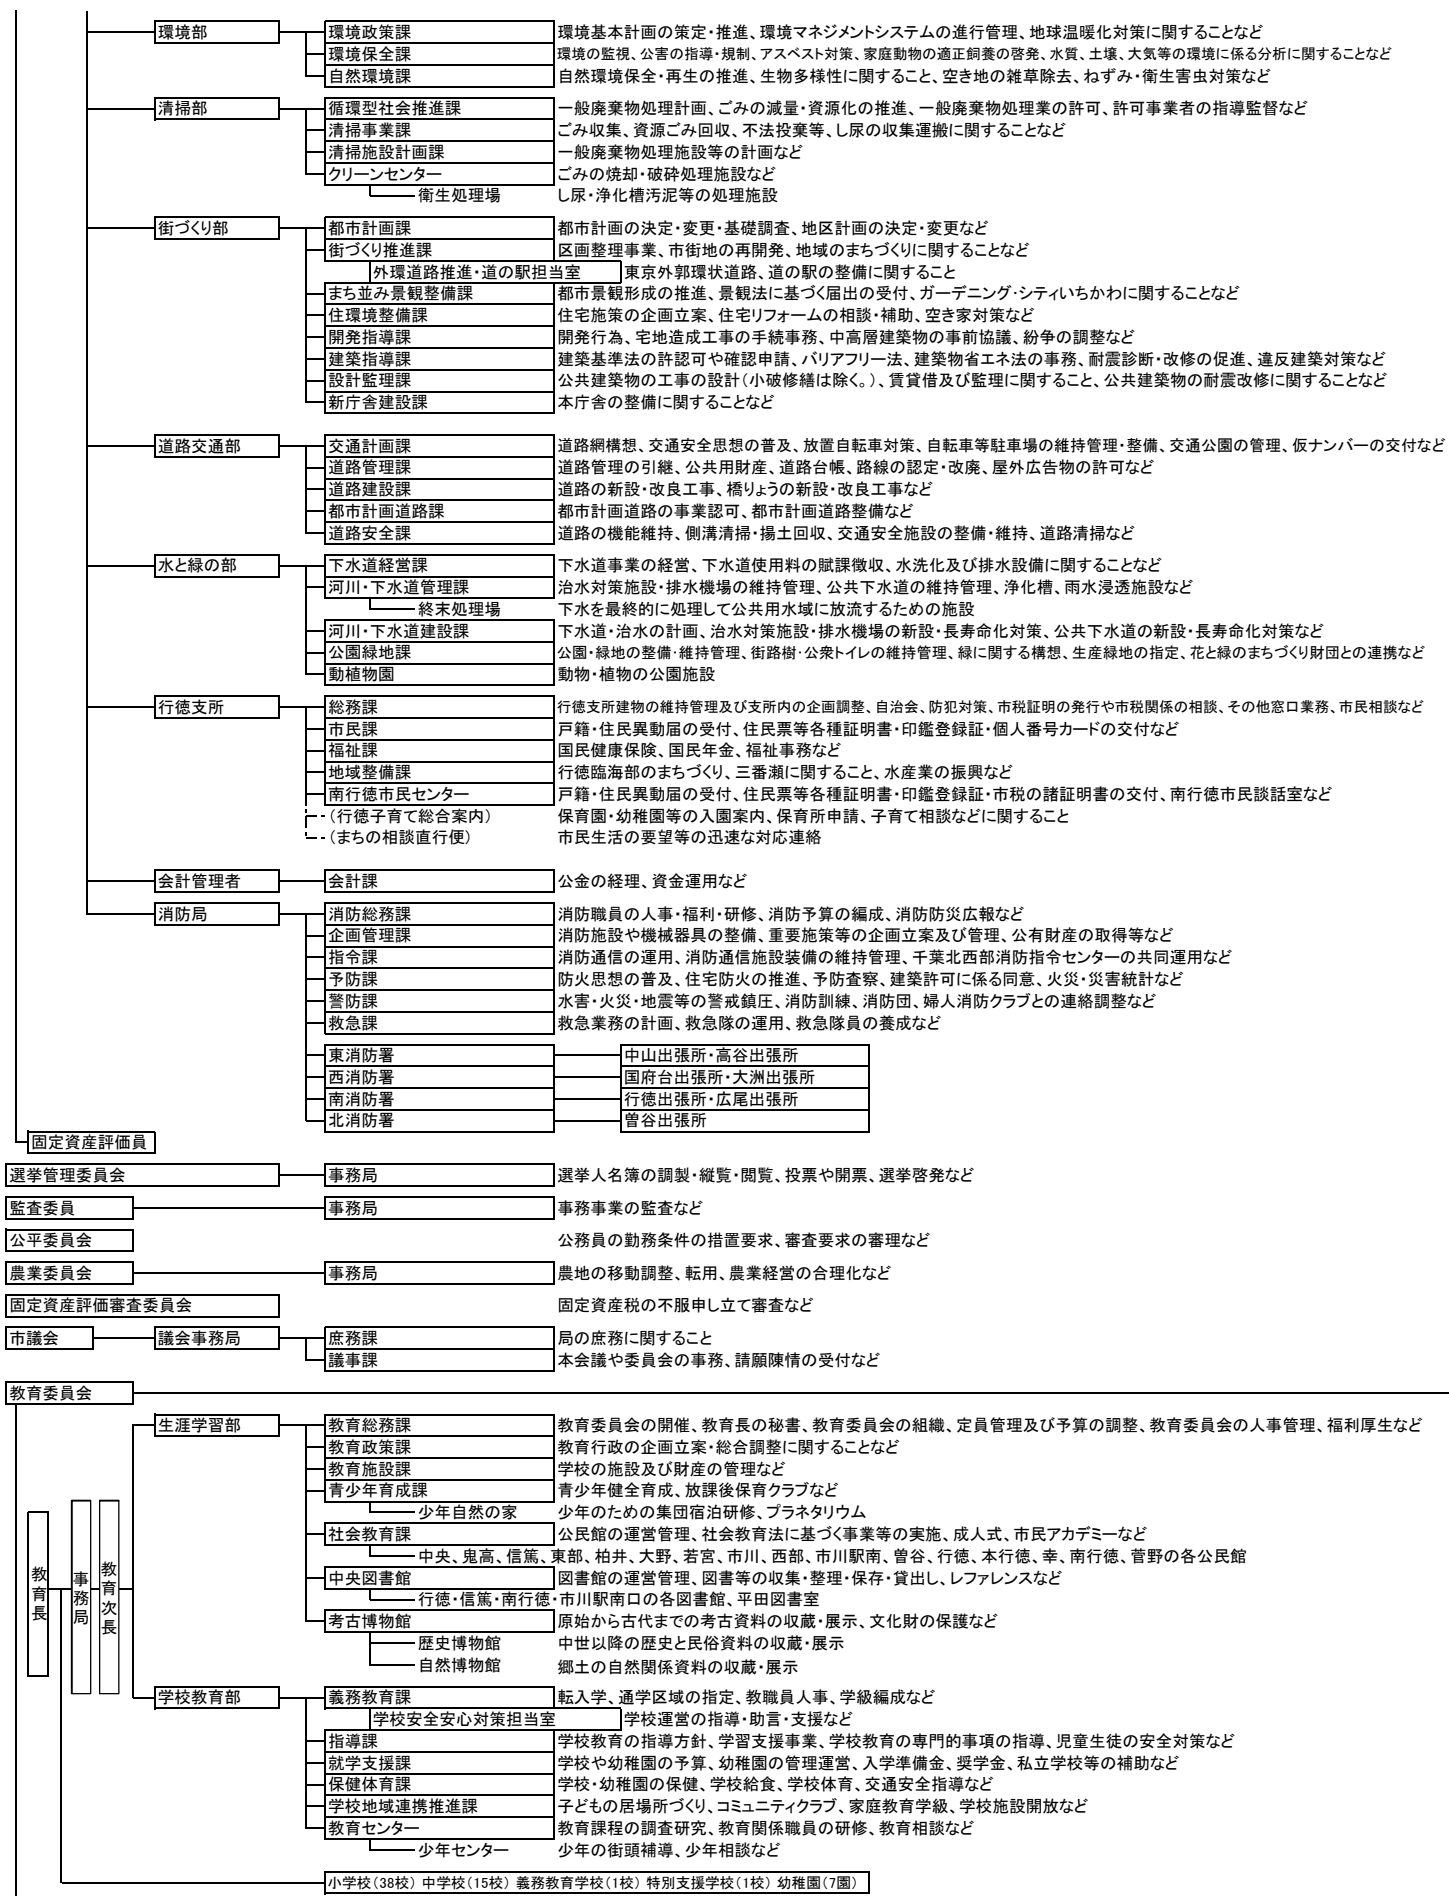 環境部 環境政策課 環境基本計画の策定・推進、環境マネジメントシステムの進行管理、地球温暖化対策に関することなど
環境保全課 環境の監視、公害の指導・規制、アスベスト対策、家庭動物の適正飼養の啓発、水質、土壌、大気等の環境に係る分析に関することなど
自然環境課 自然環境保全・再生の推進、生物多様性に関すること、空き地の雑草除去、ねずみ・衛生害虫対策など
清掃部 循環型社会推進課 一般廃棄物処理計画、ごみの減量・資源化の推進、一般廃棄物処理業の許可、許可事業者の指導監督など
清掃事業課 ごみ収集、資源ごみ回収、不法投棄等、し尿の収集運搬に関することなど
清掃施設計画課 一般廃棄物処理施設等の計画など
クリーンセンター ごみの焼却・破砕処理施設など
衛生処理場 し尿・浄化槽汚泥等の処理施設
街づくり部 都市計画課 都市計画の決定・変更・基礎調査、地区計画の決定・変更など
街づくり推進課 区画整理事業、市街地の再開発、地域のまちづくりに関することなど
外環道路推進・道の駅担当室 東京外郭環状道路、道の駅の整備に関すること
まち並み景観整備課 都市景観形成の推進、景観法に基づく届出の受付、ガーデニング・シティいちかわに関することなど
住環境整備課 住宅施策の企画立案、住宅リフォームの相談・補助、空き家対策など
開発指導課 開発行為、宅地造成工事の手続事務、中高層建築物の事前協議、紛争の調整など
建築指導課 建築基準法の許認可や確認申請、バリアフリー法、建築物省エネ法の事務、耐震診断・改修の促進、違反建築対策など
設計監理課 公共建築物の工事の設計(小破修繕は除く。)、賃貸借及び監理に関すること、公共建築物の耐震改修に関することなど
新庁舎建設課 本庁舎の整備に関することなど
道路交通部 交通計画課 道路網構想、交通安全思想の普及、放置自転車対策、自転車等駐車場の維持管理・整備、交通公園の管理、仮ナンバーの交付など
道路管理課 道路管理の引継、公共用財産、道路台帳、路線の認定・改廃、屋外広告物の許可など
道路建設課 道路の新設・改良工事、橋りょうの新設・改良工事など
都市計画道路課 都市計画道路の事業認可、都市計画道路整備など
道路安全課 道路の機能維持、側溝清掃・揚土回収、交通安全施設の整備・維持、道路清掃など
水と緑の部 下水道経営課 下水道事業の経営、下水道使用料の賦課徴収、水洗化及び排水設備に関することなど
河川・下水道管理課 治水対策施設・排水機場の維持管理、公共下水道の維持管理、浄化槽、雨水浸透施設など
終末処理場 下水を最終的に処理して公共用水域に放流するための施設
河川・下水道建設課 下水道・治水の計画、治水対策施設・排水機場の新設・長寿命化対策、公共下水道の新設・長寿命化対策など
公園緑地課 公園・緑地の整備・維持管理、街路樹・公衆トイレの維持管理、緑に関する構想、生産緑地の指定、花と緑のまちづくり財団との連携など
動植物園 動物・植物の公園施設
行徳支所 総務課 行徳支所建物の維持管理及び支所内の企画調整、自治会、防犯対策、市税証明の発行や市税関係の相談、その他窓口業務、市民相談など
市民課 戸籍・住民異動届の受付、住民票等各種証明書・印鑑登録証・個人番号カードの交付など
福祉課 国民健康保険、国民年金、福祉事務など
地域整備課 行徳臨海部のまちづくり、三番瀬に関すること、水産業の振興など
南行徳市民センター 戸籍・住民異動届の受付、住民票等各種証明書・印鑑登録証・市税の諸証明書の交付、南行徳市民談話室など
(行徳子育て総合案内) 保育園・幼稚園等の入園案内、保育所申請、子育て相談などに関すること
(まちの相談直行便) 市民生活の要望等の迅速な対応連絡
会計管理者 会計課 公金の経理、資金運用など
消防局 消防総務課 消防職員の人事・福利・研修、消防予算の編成、消防防災広報など
企画管理課 消防施設や機械器具の整備、重要施策等の企画立案及び管理、公有財産の取得等など
指令課 消防通信の運用、消防通信施設装備の維持管理、千葉北西部消防指令センターの共同運用など
予防課 防火思想の普及、住宅防火の推進、予防査察、建築許可に係る同意、火災・災害統計など
警防課 水害・火災・地震等の警戒鎮圧、消防訓練、消防団、婦人消防クラブとの連絡調整など
救急課 救急業務の計画、救急隊の運用、救急隊員の養成など
東消防署 中山出張所・高谷出張所
西消防署 国府台出張所・大洲出張所
南消防署 行徳出張所・広尾出張所
北消防署 曽谷出張所
固定資産評価員
選挙管理委員会 事務局 選挙人名簿の調製・縦覧・閲覧、投票や開票、選挙啓発など
監査委員 事務局 事務事業の監査など
公平委員会 公務員の勤務条件の措置要求、審査要求の審理など
農業委員会 事務局 農地の移動調整、転用、農業経営の合理化など
固定資産評価審査委員会 固定資産税の不服申し立て審査など
市議会 議会事務局 庶務課 局の庶務に関すること
議事課 本会議や委員会の事務、請願陳情の受付など
教育委員会
生涯学習部 教育総務課 教育委員会の開催、教育長の秘書、教育委員会の組織、定員管理及び予算の調整、教育委員会の人事管理、福利厚生など
教育政策課 教育行政の企画立案・総合調整に関することなど
教育施設課 学校の施設及び財産の管理など
青少年育成課 青少年健全育成、放課後保育クラブなど
少年自然の家 少年のための集団宿泊研修、プラネタリウム
社会教育課 公民館の運営管理、社会教育法に基づく事業等の実施、成人式、市民アカデミーなど
中央、鬼高、信篤、東部、柏井、大野、若宮、市川、西部、市川駅南、曽谷、行徳、本行徳、幸、南行徳、菅野の各公民館
教育長
事務局
教育次長
中央図書館 図書館の運営管理、図書等の収集・整理・保存・貸出し、レファレンスなど
行徳・信篤・南行徳・市川駅南口の各図書館、平田図書室
考古博物館 原始から古代までの考古資料の収蔵・展示、文化財の保護など
歴史博物館 中世以降の歴史と民俗資料の収蔵・展示
自然博物館 郷土の自然関係資料の収蔵・展示
学校教育部 義務教育課 転入学、通学区域の指定、教職員人事、学級編成など
学校安全安心対策担当室 学校運営の指導・助言・支援など
指導課 学校教育の指導方針、学習支援事業、学校教育の専門的事項の指導、児童生徒の安全対策など
就学支援課 学校や幼稚園の予算、幼稚園の管理運営、入学準備金、奨学金、私立学校等の補助など
保健体育課 学校・幼稚園の保健、学校給食、学校体育、交通安全指導など
学校地域連携推進課 子どもの居場所づくり、コミュニティクラブ、家庭教育学級、学校施設開放など
教育センター 教育課程の調査研究、教育関係職員の研修、教育相談など
少年センター 少年の街頭補導、少年相談など
小学校(38校) 中学校(15校) 義務教育学校(1校) 特別支援学校(1校) 幼稚園(7園)